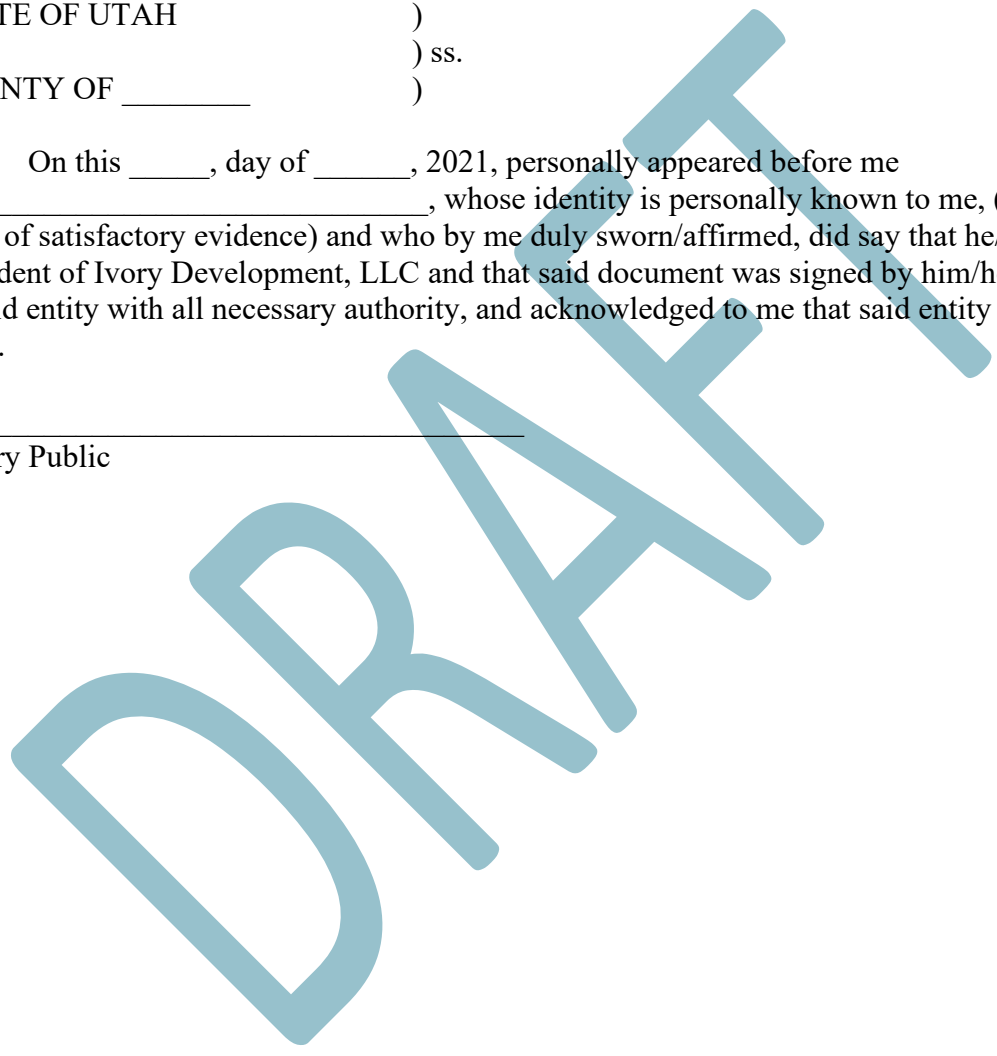 TE OF UTAH )
) ss.
NTY OF ________ )
On this _____, day of ______, 2021, personally appeared before me
___________________________, whose identity is personally known to me, (
of satisfactory evidence) and who by me duly sworn/affirmed, did say that he/
dent of Ivory Development, LLC and that said document was signed by him/h
d entity with all necessary authority, and acknowledged to me that said entity
.
_________________________________
ry Public
DRAFT